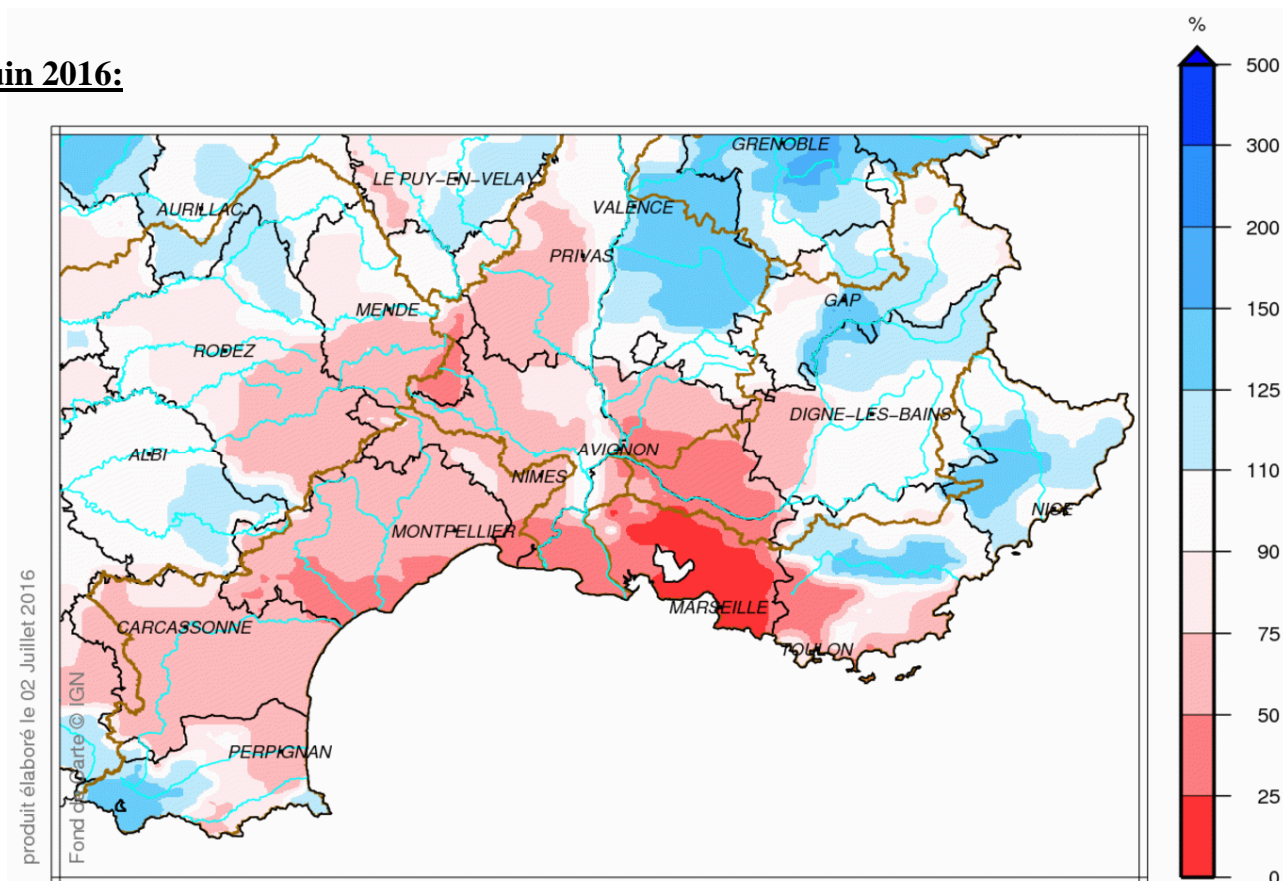 uin 2016:
%
500
300
200
150
125
110
90
75
50
25
0
GRENOBLE
LE PUY-EN-VELAY
AURILLAC
VALENCE
PRIVAS
MENDE
GAP
RODEZ
DIGNE-LES-BAINS
ALBI
AVIGNON
NIMES
NICE
MONTPELLIER
MARSEILLE
CARCASSONNE
TOULON
PERPIGNAN
produit élaboré le 02 Juillet 2016
Fond de carte © IGN